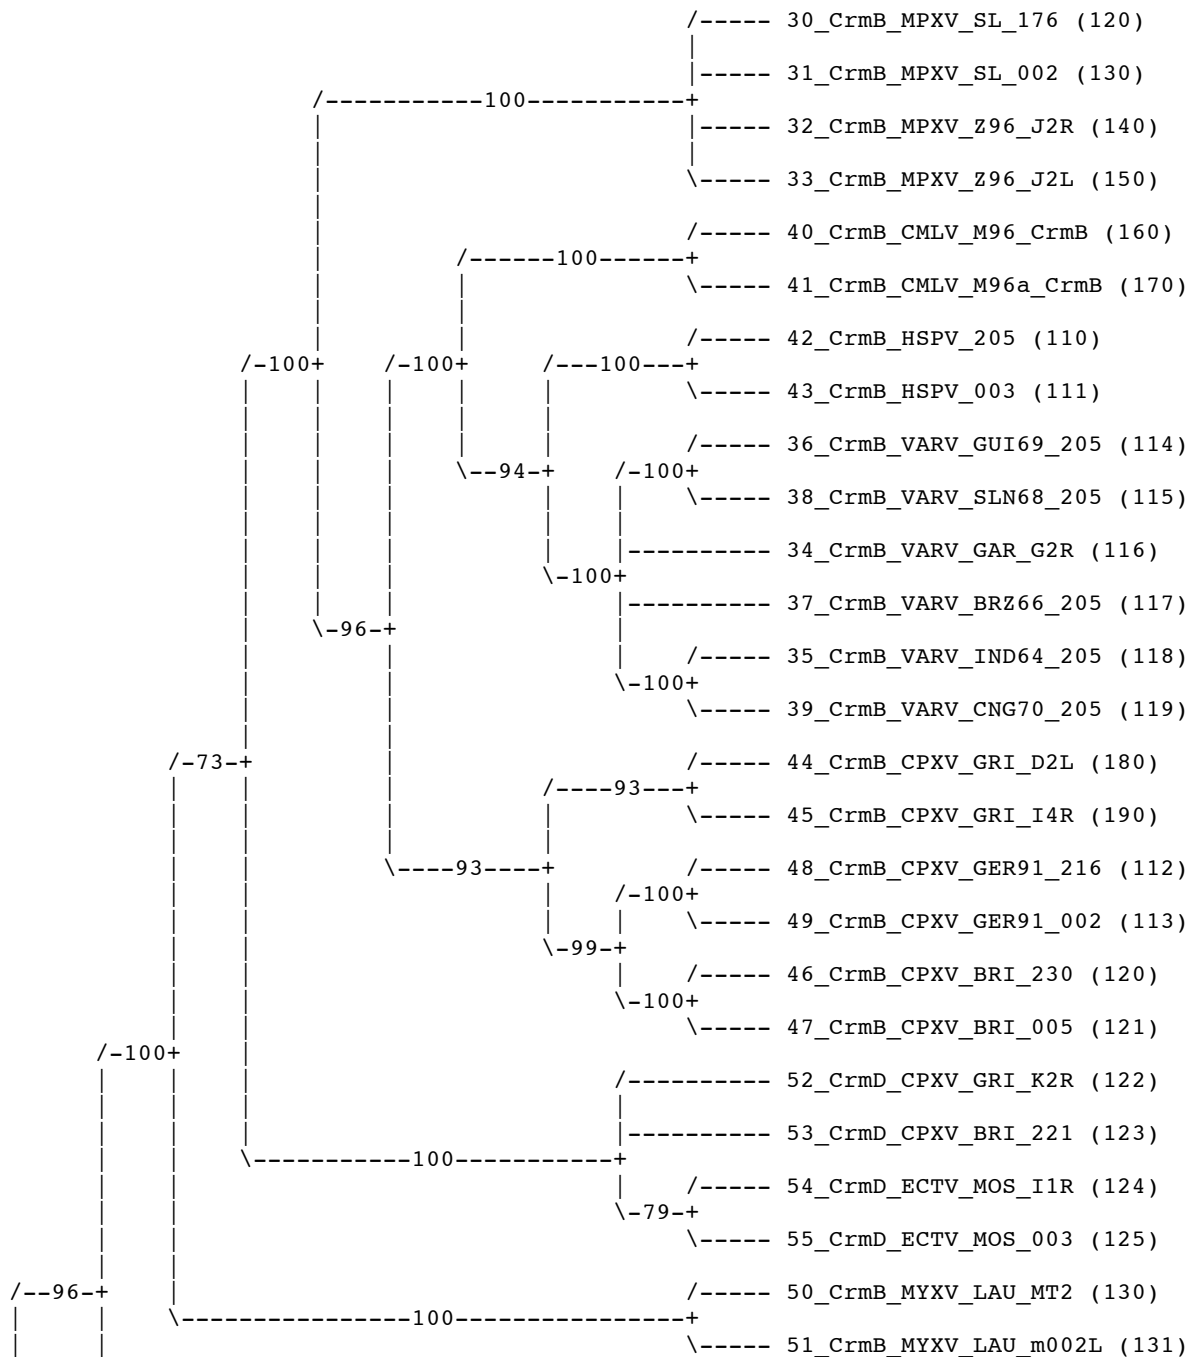 30_CrmB_MPXV_SL_176 (120)
31_CrmB_MPXV_SL_002 (130)
100
32_CrmB_MPXV_Z96_J2R (140)
33_CrmB_MPXV_Z96_J2L (150)
40_CrmB_CMLV_M96_CrmB (160)
100
41_CrmB_CMLV_M96a_CrmB (170)
42_CrmB_HSPV_205 (110)
100 100 100
43_CrmB_HSPV_003 (111)
36_CrmB_VARV_GUI69_205 (114)
94 100
38_CrmB_VARV_SLN68_205 (115)
34_CrmB_VARV_GAR_G2R (116)
100
37_CrmB_VARV_BRZ66_205 (117)
96
35_CrmB_VARV_IND64_205 (118)
100
39_CrmB_VARV_CNG70_205 (119)
73 44_CrmB_CPXV_GRI_D2L (180)
93
45_CrmB_CPXV_GRI_I4R (190)
93 48_CrmB_CPXV_GER91_216 (112)
100
49_CrmB_CPXV_GER91_002 (113)
99
46_CrmB_CPXV_BRI_230 (120)
100
47_CrmB_CPXV_BRI_005 (121)
100
52_CrmD_CPXV_GRI_K2R (122)
53_CrmD_CPXV_BRI_221 (123)
100
54_CrmD_ECTV_MOS_I1R (124)
79
55_CrmD_ECTV_MOS_003 (125)
96 50_CrmB_MYXV_LAU_MT2 (130)
100
51_CrmB_MYXV_LAU_m002L (131)